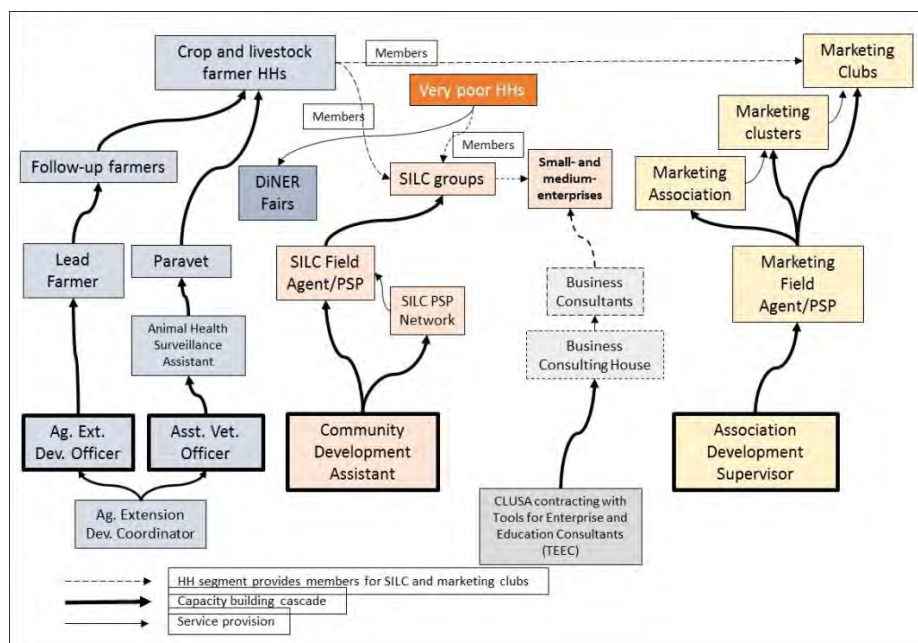 Crop and livestock
farmer HHs
Members
Marketing
Clubs
Very poor HHs
Members
Marketing
clusters
Members
Follow-up farmers
DiNER
Fairs
SILC groups
Small- and
medium-
enterprises
Marketing
Association
Lead
Farmer
Paravet
SILC Field
Agent/PSP
SILC PSP
Network
Business
Consultants
Marketing
Field
Agent/PSP
Animal Health
Surveillance
Assistant
Business
Consulting House
Ag. Ext.
Dev. Officer
Asst. Vet.
Officer
Community
Development
Assistant
Association
Development
Supervisor
Ag. Extension
Dev. Coordinator
CLUSA contracting with
Tools for Enterprise and
Education Consultants
(TEEC)
HH segment provides members for SILC and marketing clubs
Capacity building cascade
Service provision